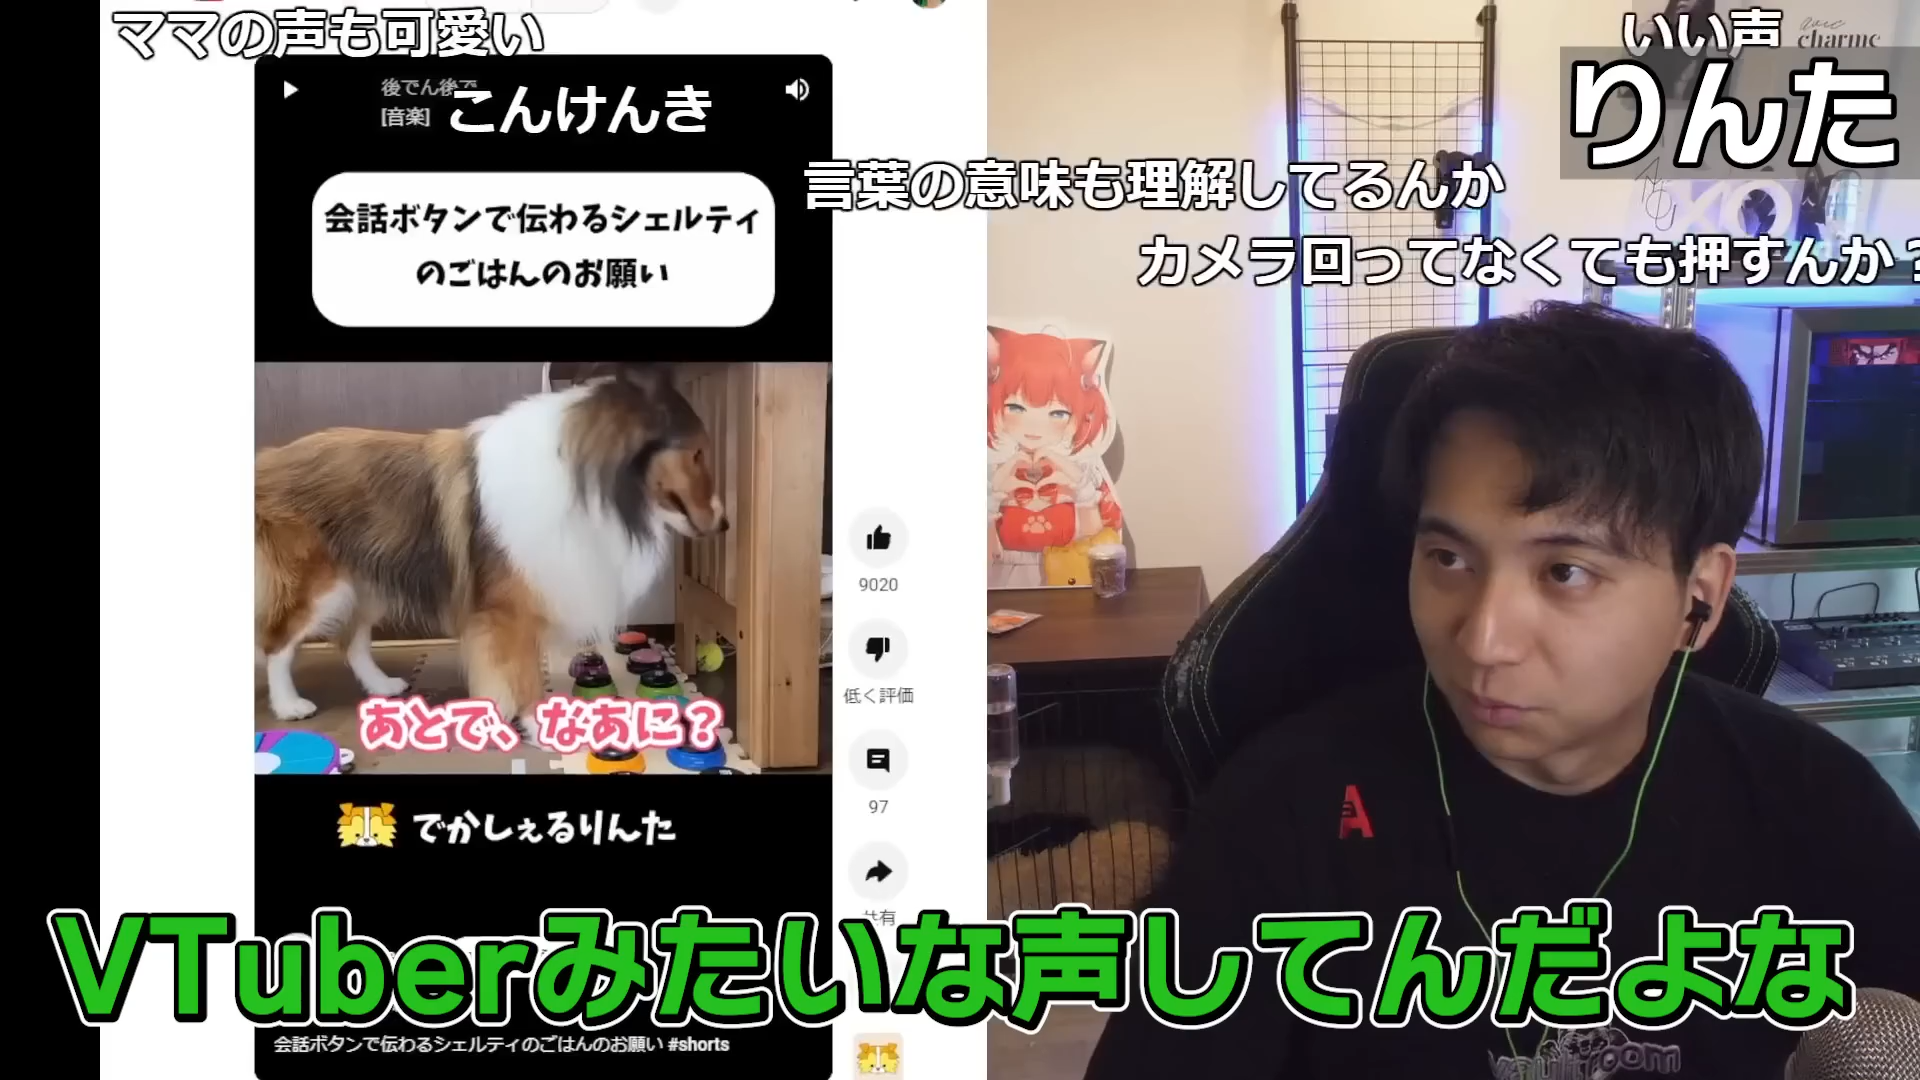 ママの声も可愛い
いい声
charme
後でん後で
[音楽]
こんけんき
りんた
言葉の意味も理解してるんか
カメラ回ってなくても押すんか?
会話ボタンで伝わるシェルティ
のごはんのお願い
XO
9020
低く評価
あとで、なあに?
97
でかしぇるりんた
A
共有
VTuberみたいな声してんだよな
会話ボタンで伝わるシェルティのごはんのお願い #shorts
vaultroom